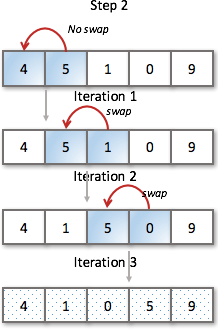 Step 2
No swap
4 5 1 0 9
Iteration 1
swap
4 5 1 0 9
Iteration 2
swap
4 1 5 0 9
Iteration 3
4 1 0 5 9